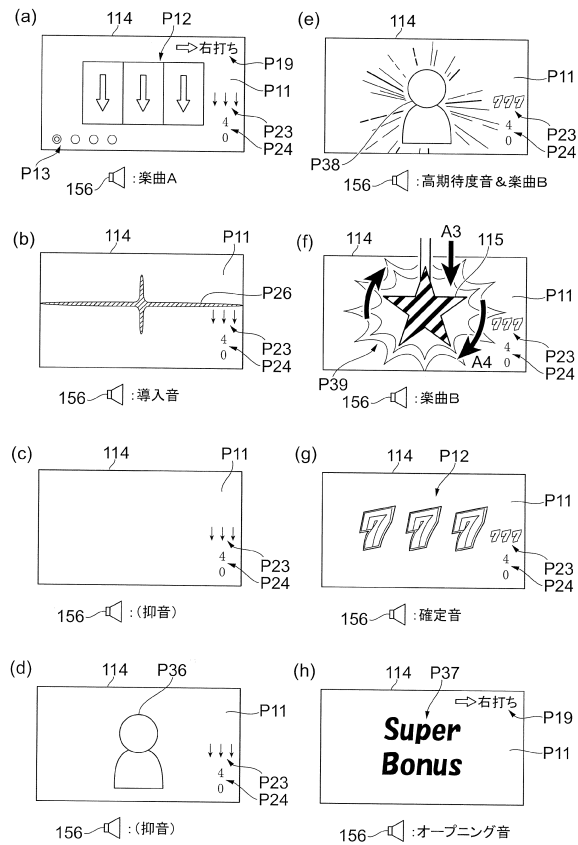 (a)
114
P12
⇨右打ち
P19
P11
P23
4
0
P24
P13
156 :楽曲A
(b)
114
P11
P26
P23
4
0
P24
156 :導入音
(c)
114
P11
P23
4
0
P24
156 :(抑音)
(d)
114
P36
P11
P23
4
0
P24
156 :(抑音)
(e)
114
P11
777
P23
4
0
P24
P38
156 :高期待度音&楽曲B
(f)
114
A3
115
P11
777
P23
4
0
P24
A4
P39
156 :楽曲B
(g)
114
P12
P11
7 7 7
777
P23
4
0
P24
156 :確定音
(h)
114
P37
⇨右打ち
P19
P11
Super
Bonus
156 :オープニング音